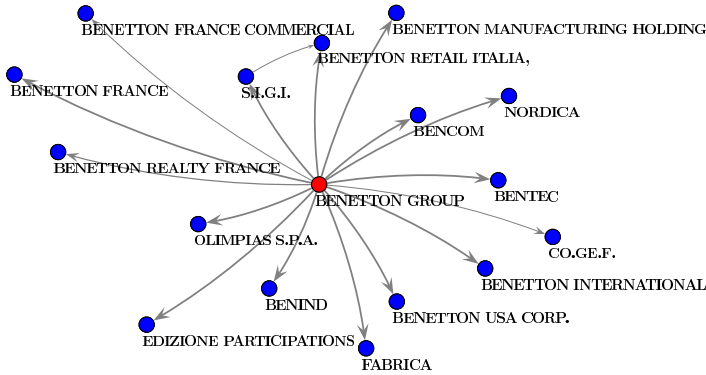 BENETTON FRANCE COMMERCIAL
BENETTON MANUFACTURING HOLDING
BENETTON RETAIL ITALIA,
BENETTON FRANCE
S.I.G.I.
NORDICA
BENCOM
BENETTON REALTY FRANCE
BENTEC
BENETTON GROUP
OLIMPIAS S.P.A.
CO.GE.F.
BENETTON INTERNATIONAL
BENIND
BENETTON USA CORP.
EDIZIONE PARTICIPATIONS
FABRICA